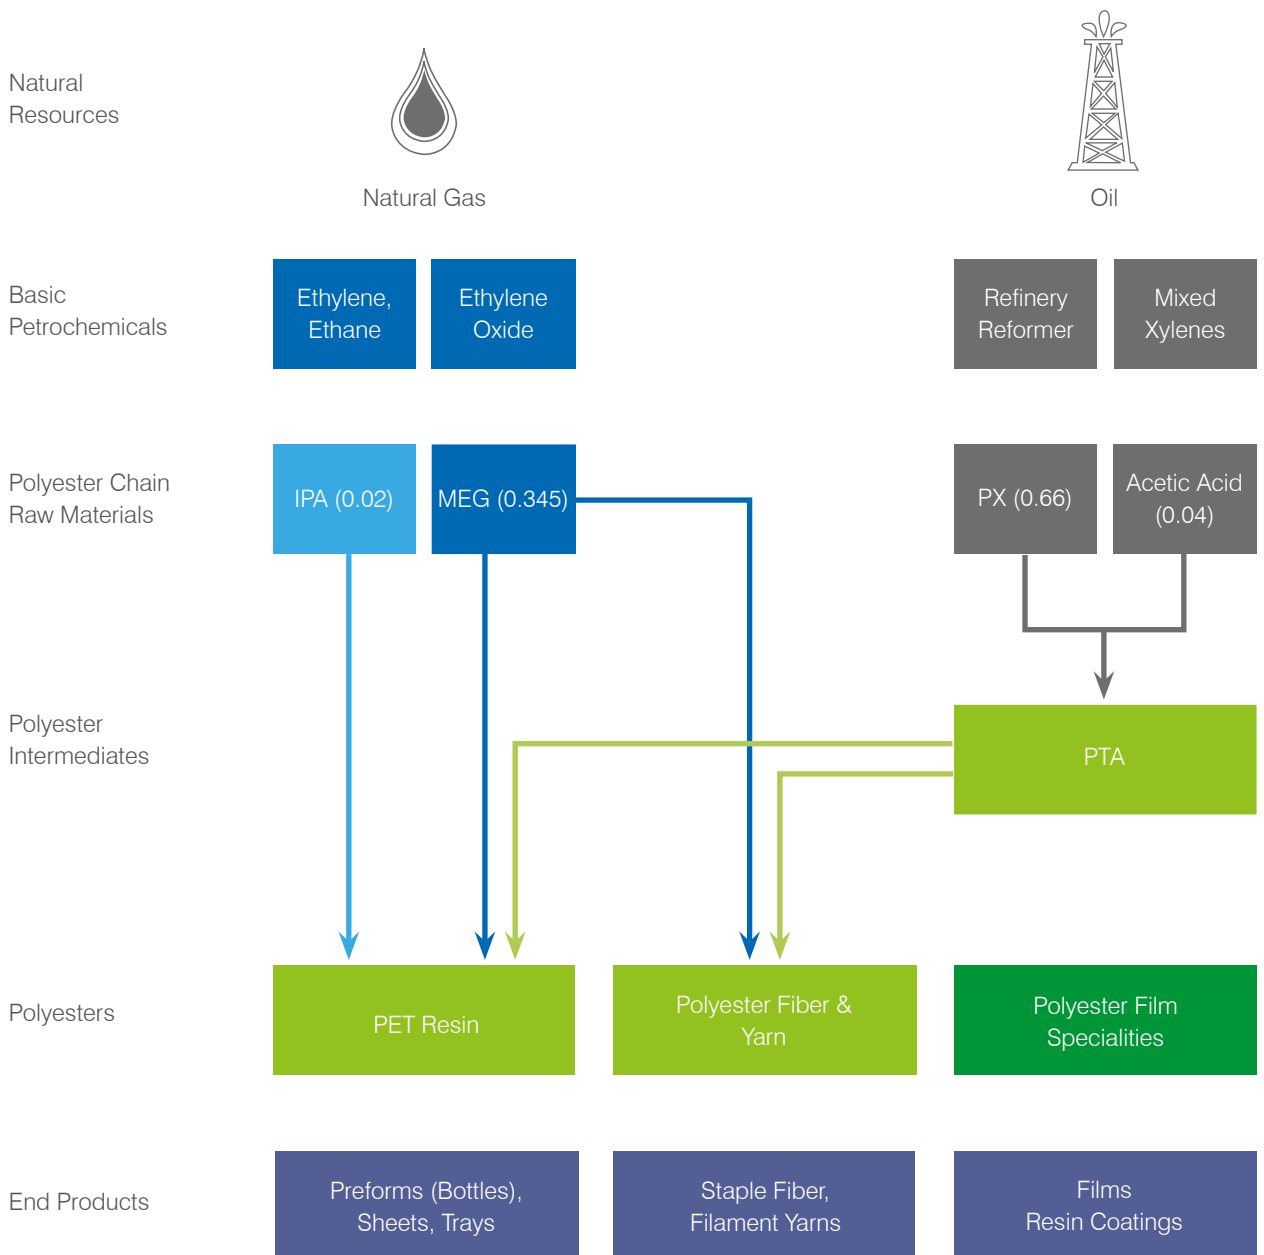 Natural
Resources
Natural Gas
Oil
Basic
Petrochemicals
Ethylene,
Ethane
Ethylene
Oxide
Refinery
Reformer
Mixed
Xylenes
Polyester Chain
Raw Materials
IPA (0.02)
MEG (0.345)
PX (0.66)
Acetic Acid
(0.04)
Polyester
Intermediates
PTA
Polyesters
PET Resin
Polyester Fiber &
Yarn
Polyester Film
Specialities
End Products
Preforms (Bottles),
Sheets, Trays
Staple Fiber,
Filament Yarns
Films
Resin Coatings